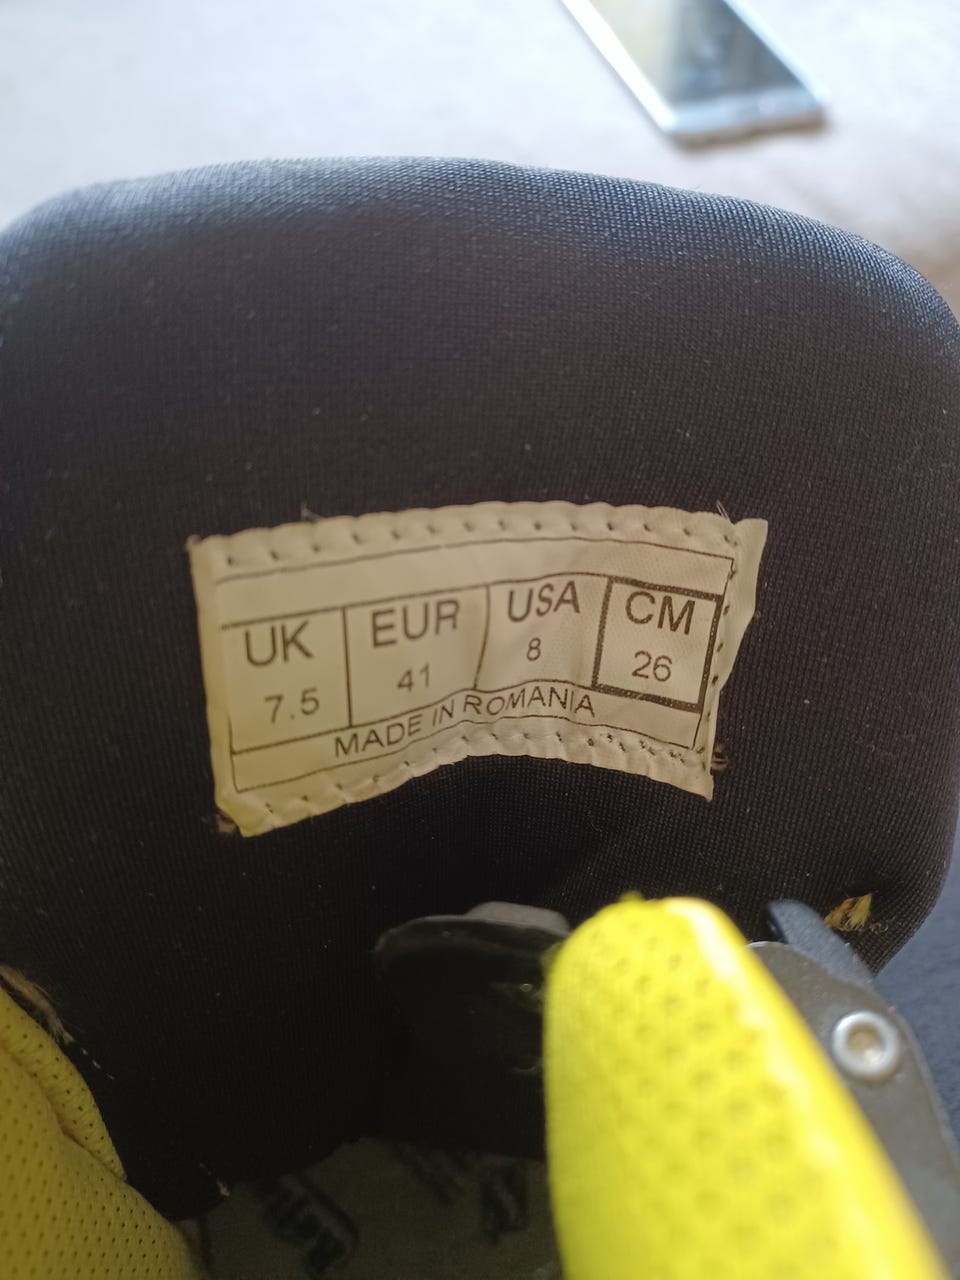 UK EUR USA CM
7.5 41 8 26
MADE IN ROMANIA